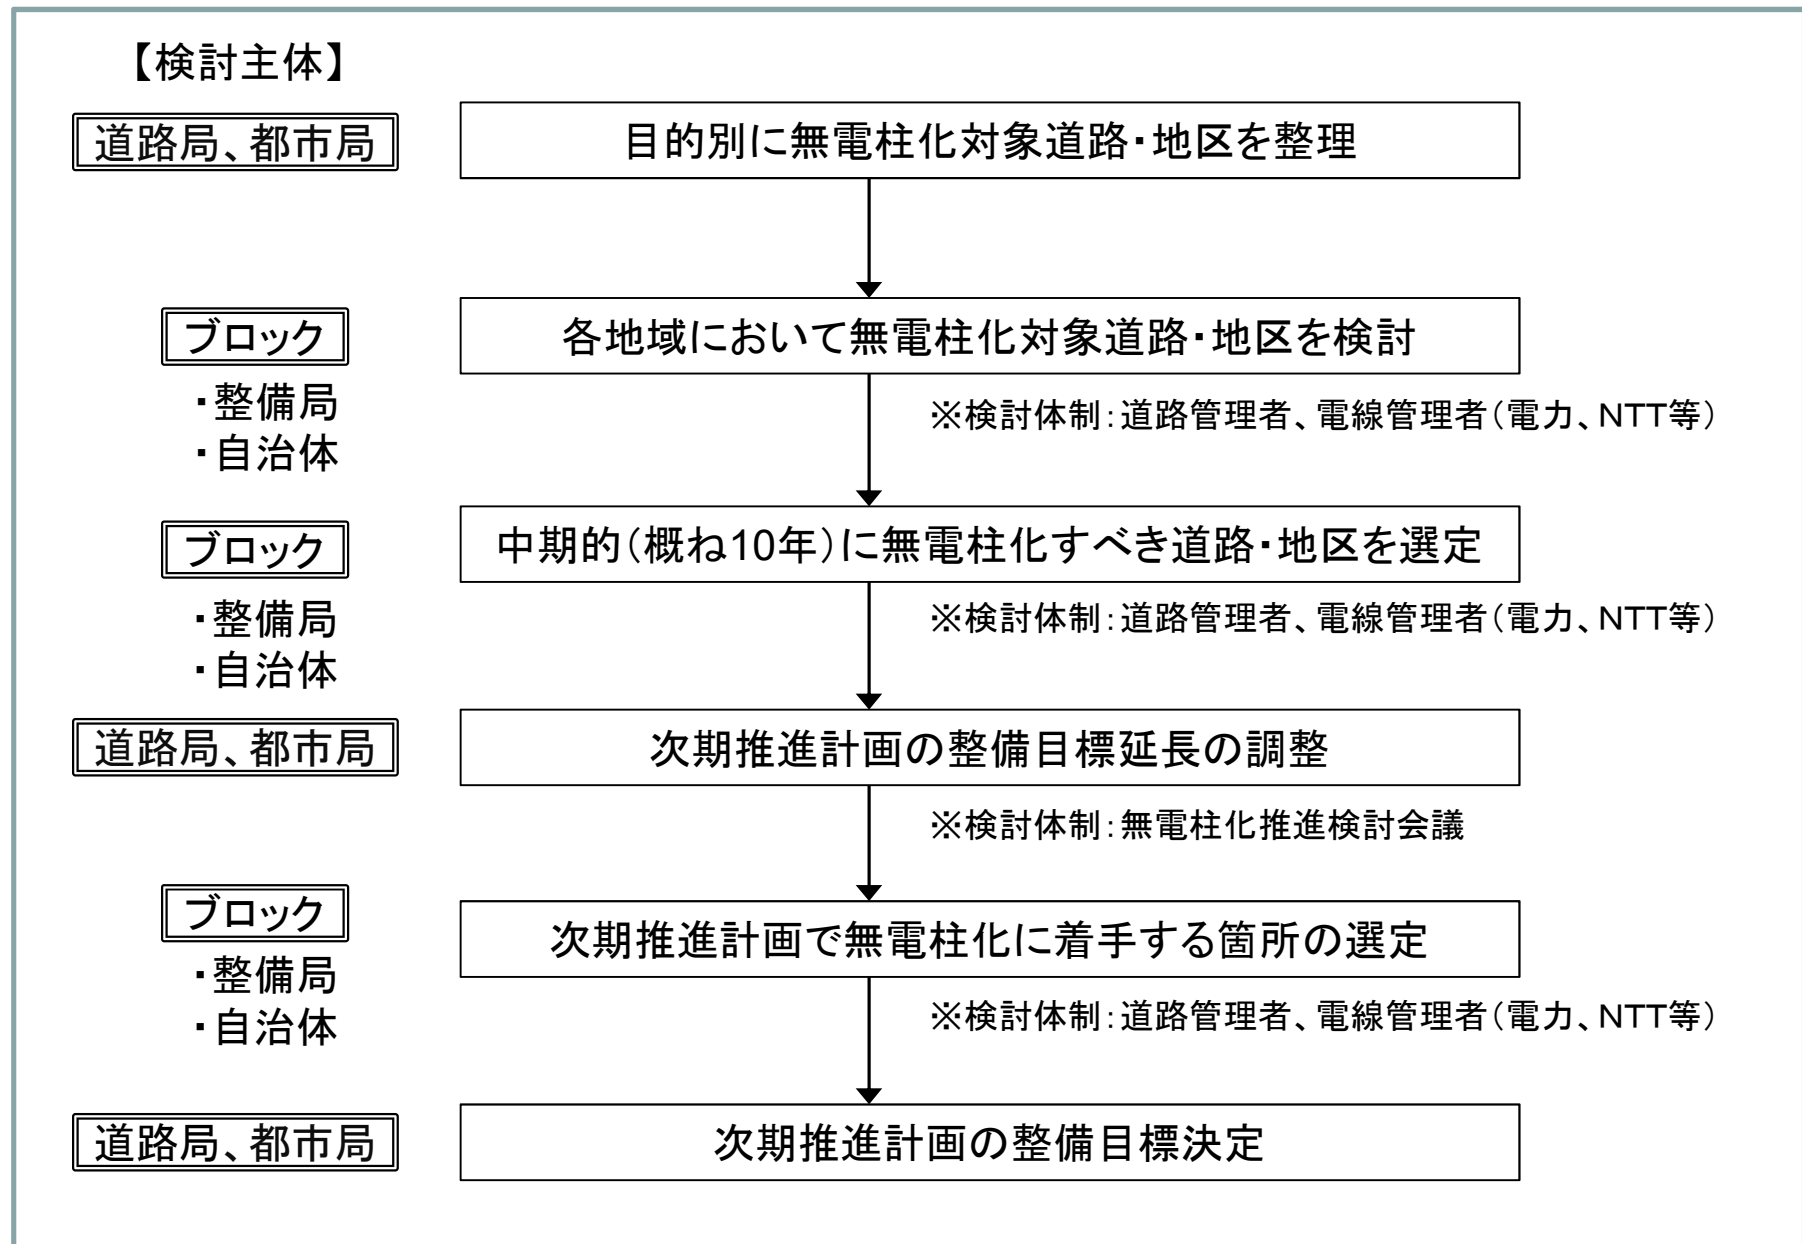 【検討主体】
道路局、都市局
目的別に無電柱化対象道路・地区を整理
ブロック
各地域において無電柱化対象道路・地区を検討
・整備局
・自治体
※検討体制：道路管理者、電線管理者（電力、NTT等）
ブロック
中期的（概ね10年）に無電柱化すべき道路・地区を選定
・整備局
・自治体
※検討体制：道路管理者、電線管理者（電力、NTT等）
道路局、都市局
次期推進計画の整備目標延長の調整
※検討体制：無電柱化推進検討会議
ブロック
次期推進計画で無電柱化に着手する箇所の選定
・整備局
・自治体
※検討体制：道路管理者、電線管理者（電力、NTT等）
道路局、都市局
次期推進計画の整備目標決定